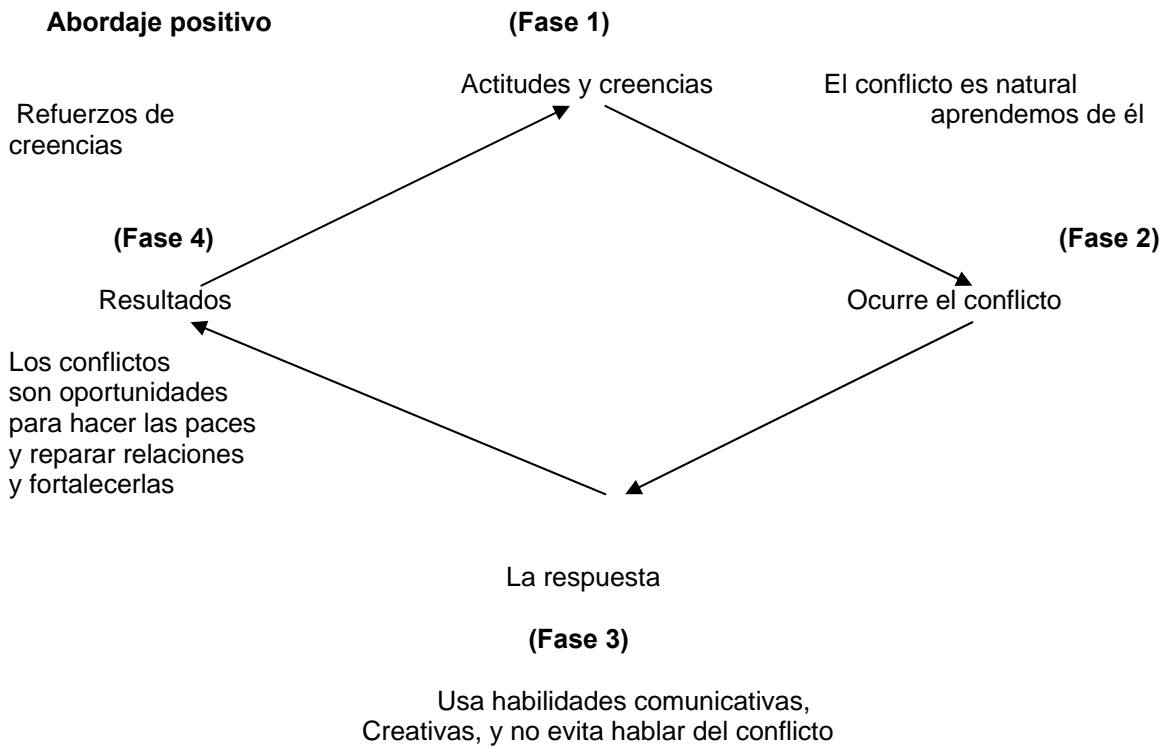 Abordaje positivo (Fase 1)
Actitudes y creencias El conflicto es natural
Refuerzos de aprendemos de él
creencias
(Fase 4) (Fase 2)
Resultados Ocurre el conflicto
Los conflictos
son oportunidades
para hacer las paces
y reparar relaciones
y fortalecerlas
La respuesta
(Fase 3)
Usa habilidades comunicativas,
Creativas, y no evita hablar del conflicto